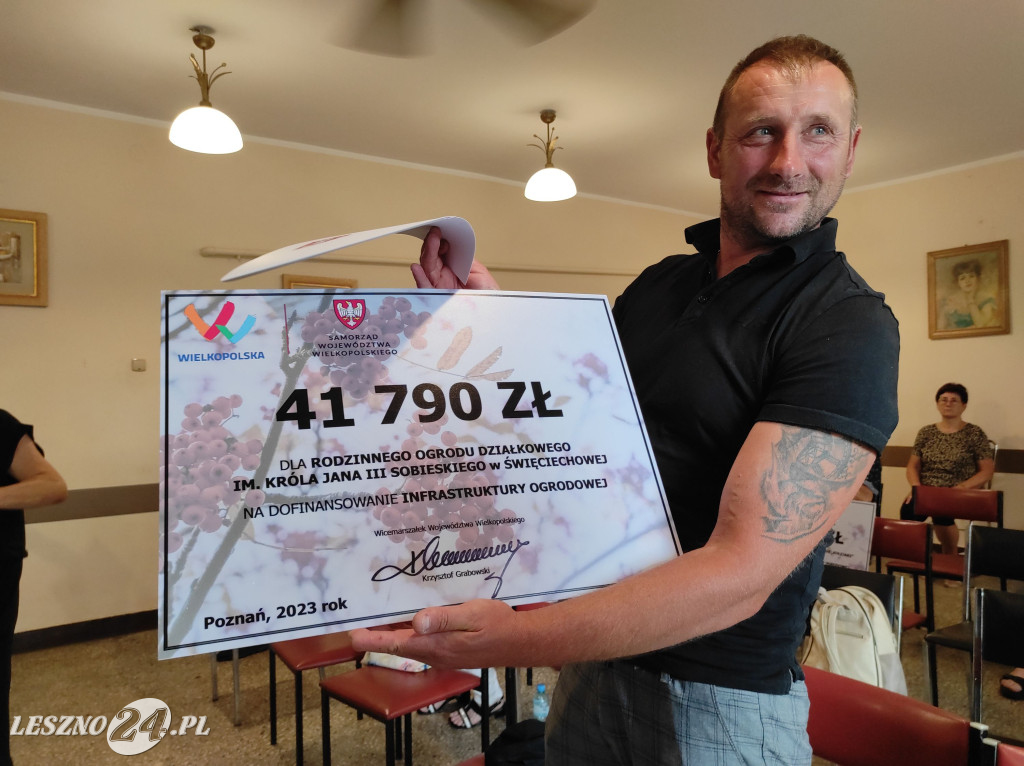 WIELKOPOLSKA
SAMORZĄD
WOJEWÓDZTWA
WIELKOPOLSKIEGO
41 790 ZŁ
DLA RODZINNEGO OGRODU DZIAŁKOWEGO
IM. KRÓLA JANA III SOBIESKIEGO w ŚWIĘCIECHOWEJ
NA DOFINANSOWANIE INFRASTRUKTURY OGRODOWEJ
Wicemarszałek Województwa Wielkopolskiego
Krzysztof Grabowski
Poznań, 2023 rok
LESZNO24.PL